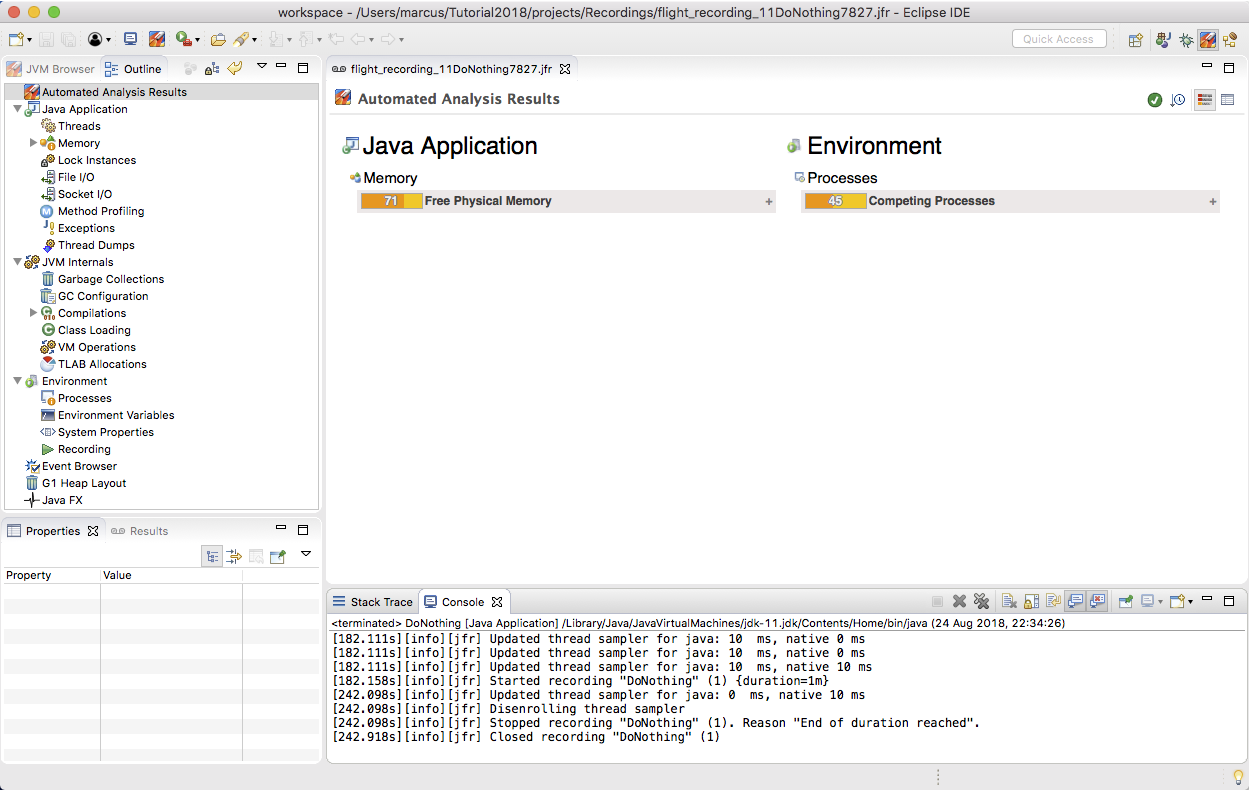 workspace - /Users/marcus/Tutorial2018/projects/Recordings/flight_recording_11DoNothing7827.jfr - Eclipse IDE
Quick Access
JVM Browser
Outline
Automated Analysis Results
Java Application
Threads
Memory
Lock Instances
File I/O
Socket I/O
Method Profiling
Exceptions
Thread Dumps
JVM Internals
Garbage Collections
GC Configuration
Compilations
Class Loading
VM Operations
TLAB Allocations
Environment
Processes
Environment Variables
System Properties
Recording
Event Browser
G1 Heap Layout
Java FX
flight_recording_11DoNothing7827.jfr
Automated Analysis Results
Java Application
Memory
71 Free Physical Memory +
Environment
Processes
45 Competing Processes +
Properties
Results
Property Value
Stack Trace
Console
<terminated> DoNothing [Java Application] /Library/Java/JavaVirtualMachines/jdk-11.jdk/Contents/Home/bin/java (24 Aug 2018, 22:34:26)
[182.111s][info][jfr] Updated thread sampler for java: 10  ms, native 0 ms
[182.111s][info][jfr] Updated thread sampler for java: 10  ms, native 0 ms
[182.111s][info][jfr] Updated thread sampler for java: 10  ms, native 10 ms
[182.158s][info][jfr] Started recording "DoNothing" (1) {duration=1m}
[242.098s][info][jfr] Updated thread sampler for java: 0  ms, native 10 ms
[242.098s][info][jfr] Disenrolling thread sampler
[242.098s][info][jfr] Stopped recording "DoNothing" (1). Reason "End of duration reached".
[242.918s][info][jfr] Closed recording "DoNothing" (1)